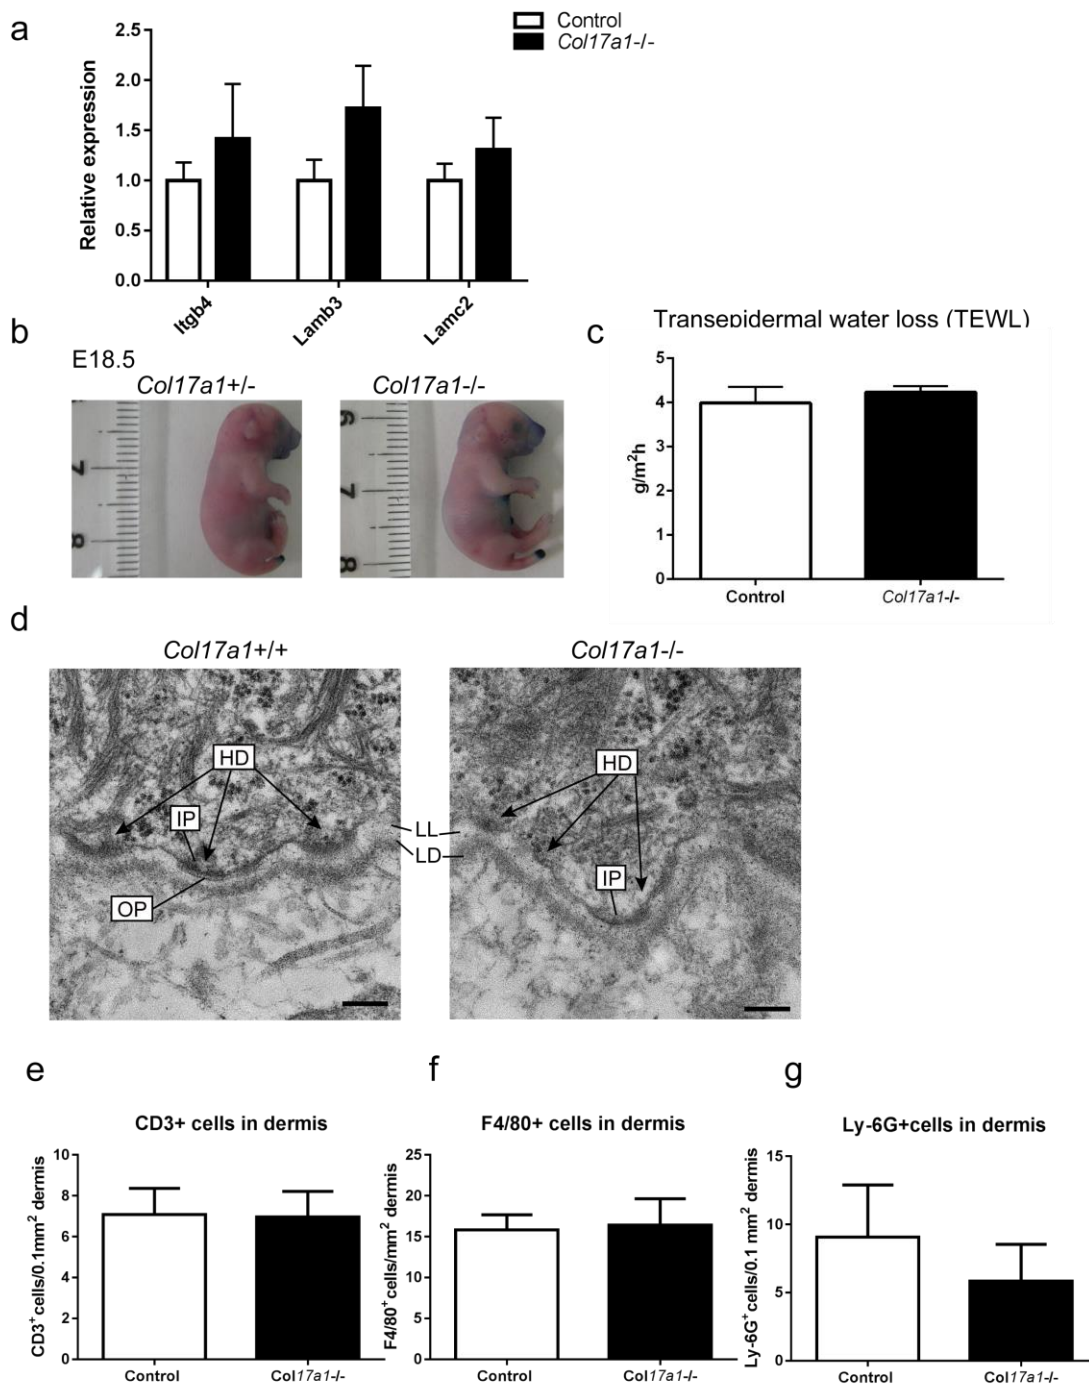 a
Control
Col17a1-/-
2.5
2.0
1.5
1.0
0.5
0.0
Relative expression
Itgb4
Lamb3
Lamc2
b
E18.5
Col17a1+/-
Col17a1-/-
7
8
6
7
8
c
Transepidermal water loss (TEWL)
5
4
3
2
1
0
g/m²h
Control
Col17a1-/-
d
Col17a1+/+
Col17a1-/-
HD
IP
OP
LL
LD
HD
IP
e
CD3+ cells in dermis
10
8
6
4
2
0
CD3⁺cells/0.1mm² dermis
Control
Col17a1-/-
f
F4/80+ cells in dermis
25
20
15
10
5
0
F4/80⁺cells/mm² dermis
Control
Col17a1-/-
g
Ly-6G+cells in dermis
15
10
5
0
Ly-6G⁺cells/0.1 mm² dermis
Control
Col17a1-/-